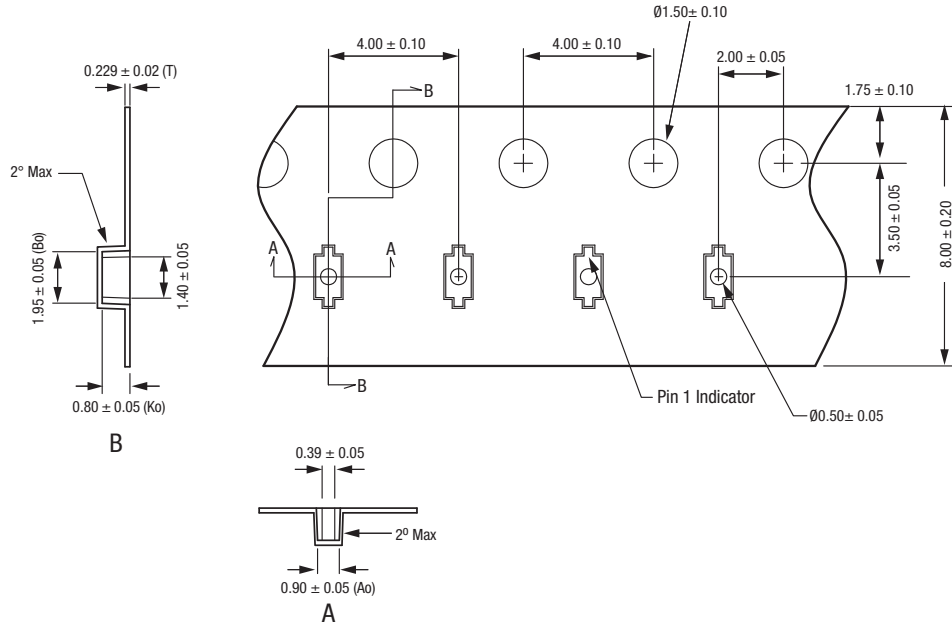 Ø1.50± 0.10
4.00 ± 0.10
4.00 ± 0.10
2.00 ± 0.05
0.229 ± 0.02 (T)
1.75 ± 0.10
B
2° Max
A
A
3.50 ± 0.05
8.00 ± 0.20
1.95 ± 0.05 (Bo)
1.40 ± 0.05
B
Pin 1 Indicator
0.80 ± 0.05 (Ko)
Ø0.50± 0.05
B
0.39 ± 0.05
2º Max
0.90 ± 0.05 (Ao)
A